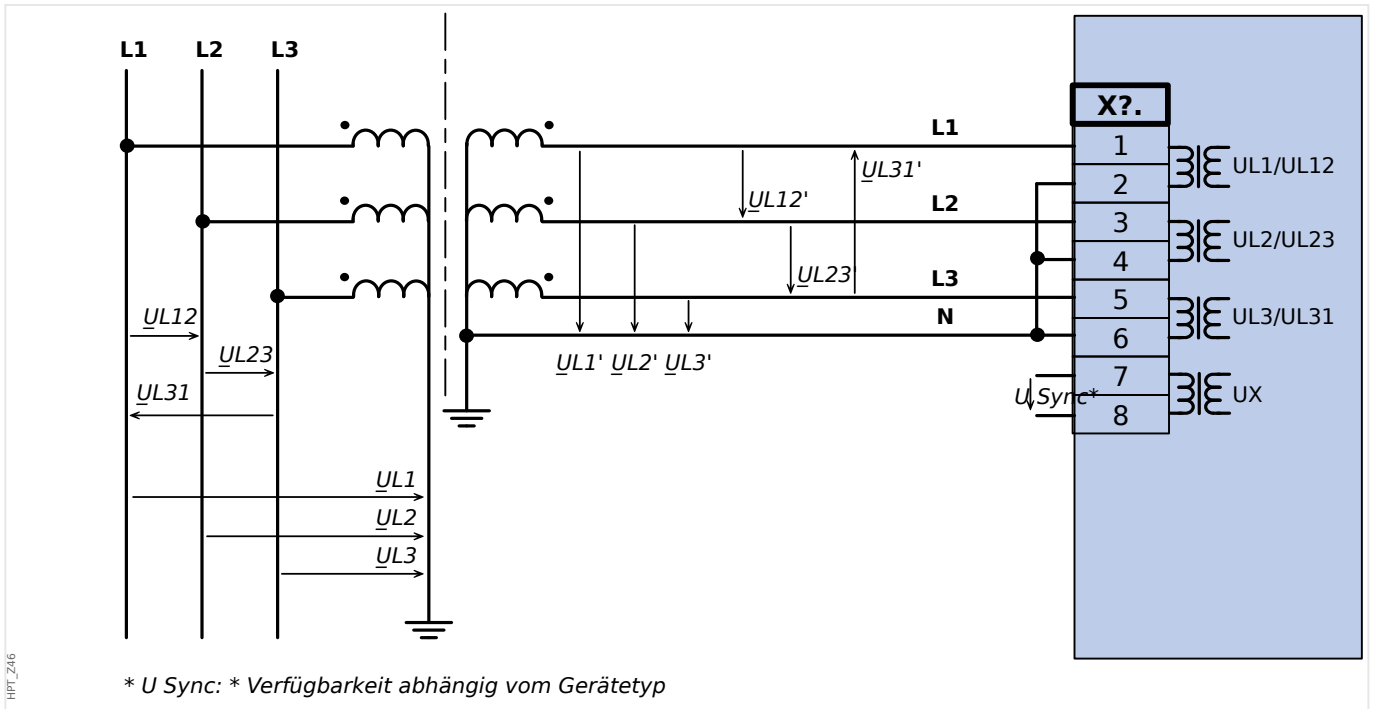 L1 L2 L3
X?.
L1
1
UL1/UL12
UL31'
2
UL12'
L2
3
UL2/UL23
4
UL23'
L3
5
N
UL3/UL31
UL12
6
UL23
UL1' UL2' UL3'
7
UL31
U Sync*
UX
8
UL1
UL2
UL3
* U Sync: * Verfügbarkeit abhängig vom Gerätetyp
HPT_Z46